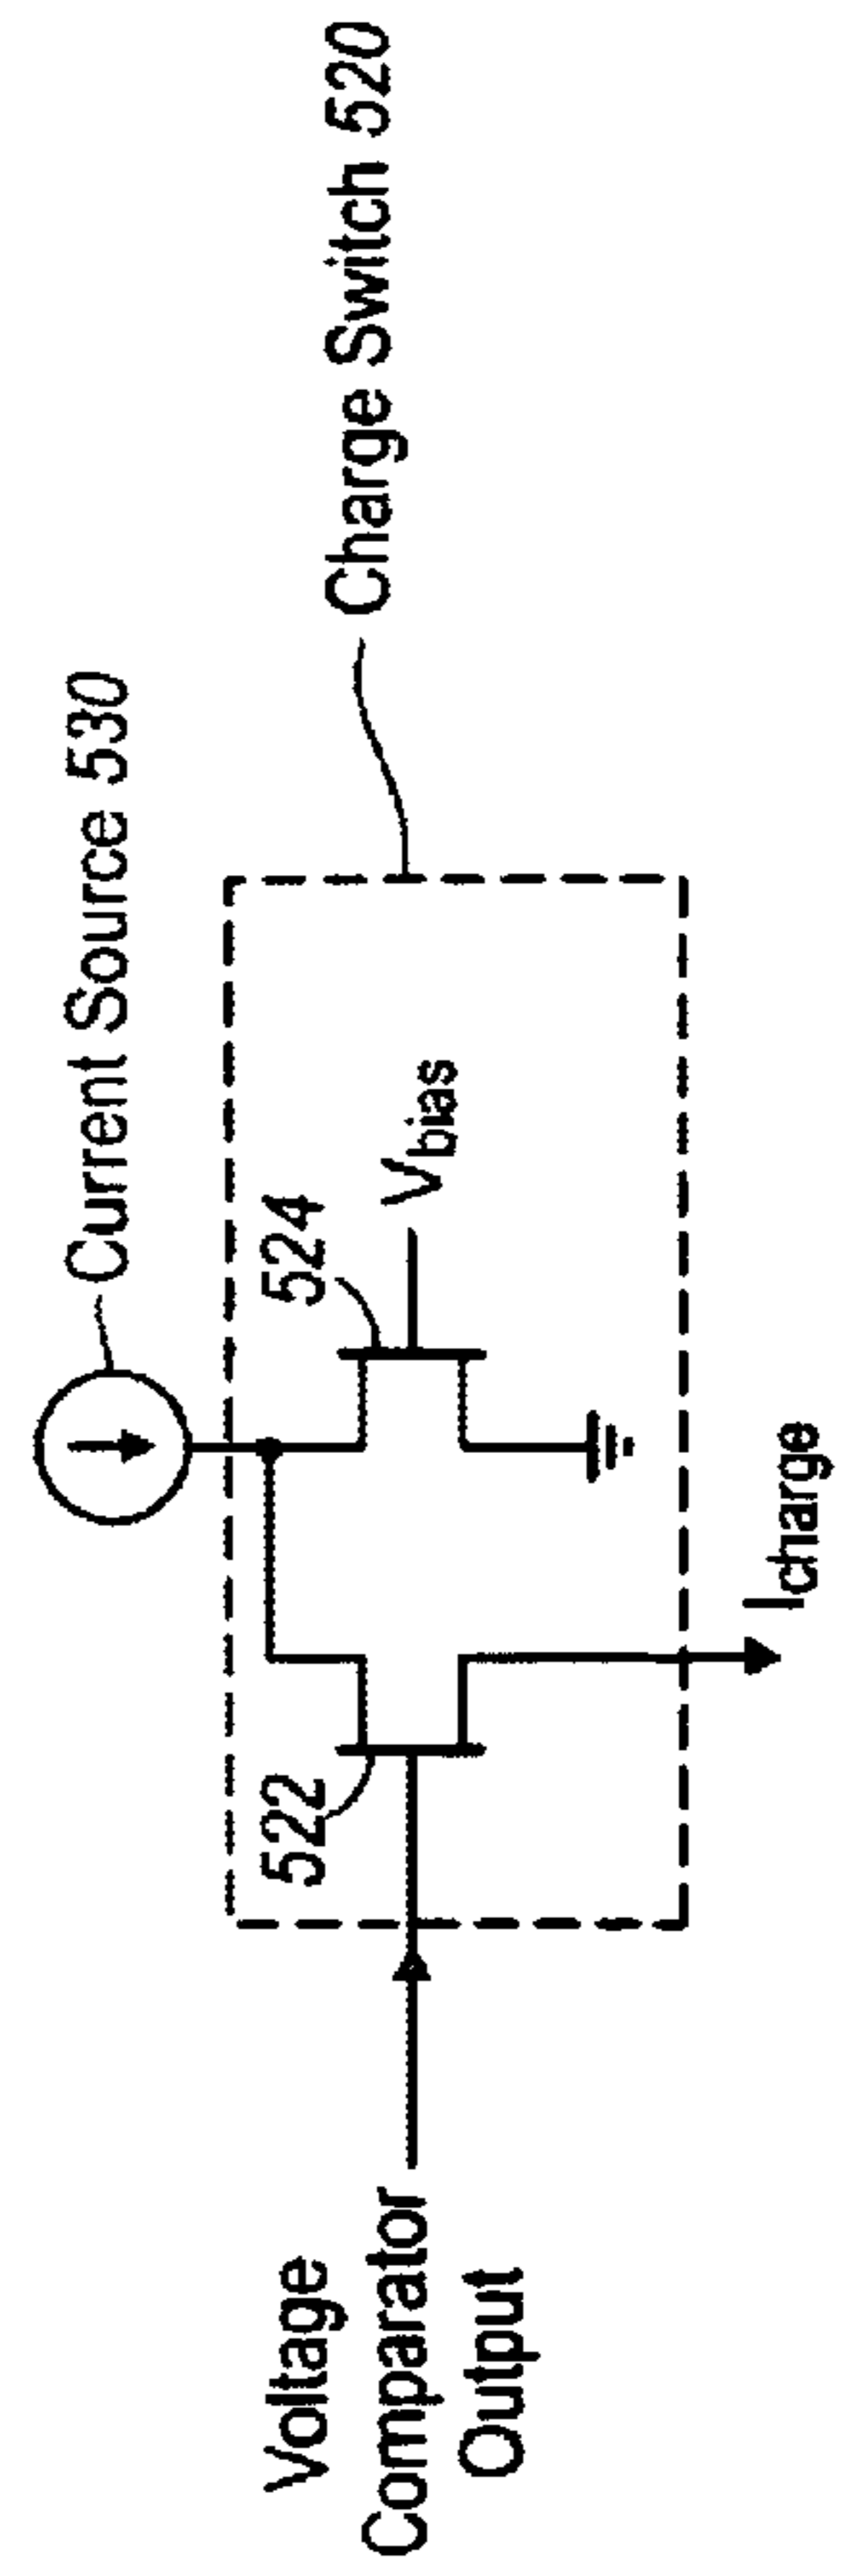 Current Source 530
Charge Switch 520
522
524
Vbias
Voltage
Comparator
Output
Icharge